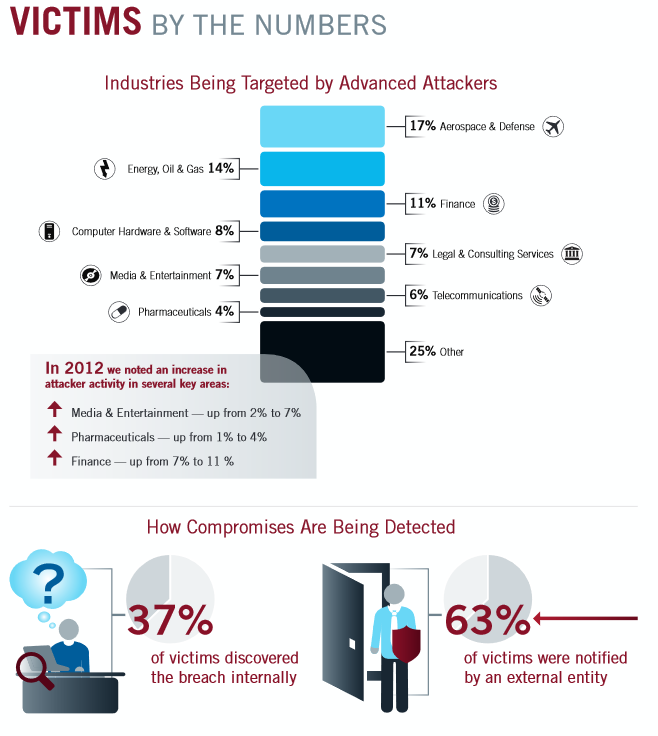 VICTIMS BY THE NUMBERS
Industries Being Targeted by Advanced Attackers
17% Aerospace & Defense
Energy, Oil & Gas 14%
11% Finance
Computer Hardware & Software 8%
7% Legal & Consulting Services
Media & Entertainment 7%
6% Telecommunications
Pharmaceuticals 4%
25% Other
In 2012 we noted an increase in
attacker activity in several key areas:
Media & Entertainment — up from 2% to 7%
Pharmaceuticals — up from 1% to 4%
Finance — up from 7% to 11 %
How Compromises Are Being Detected
?
37%
of victims discovered
the breach internally
63%
of victims were notified
by an external entity